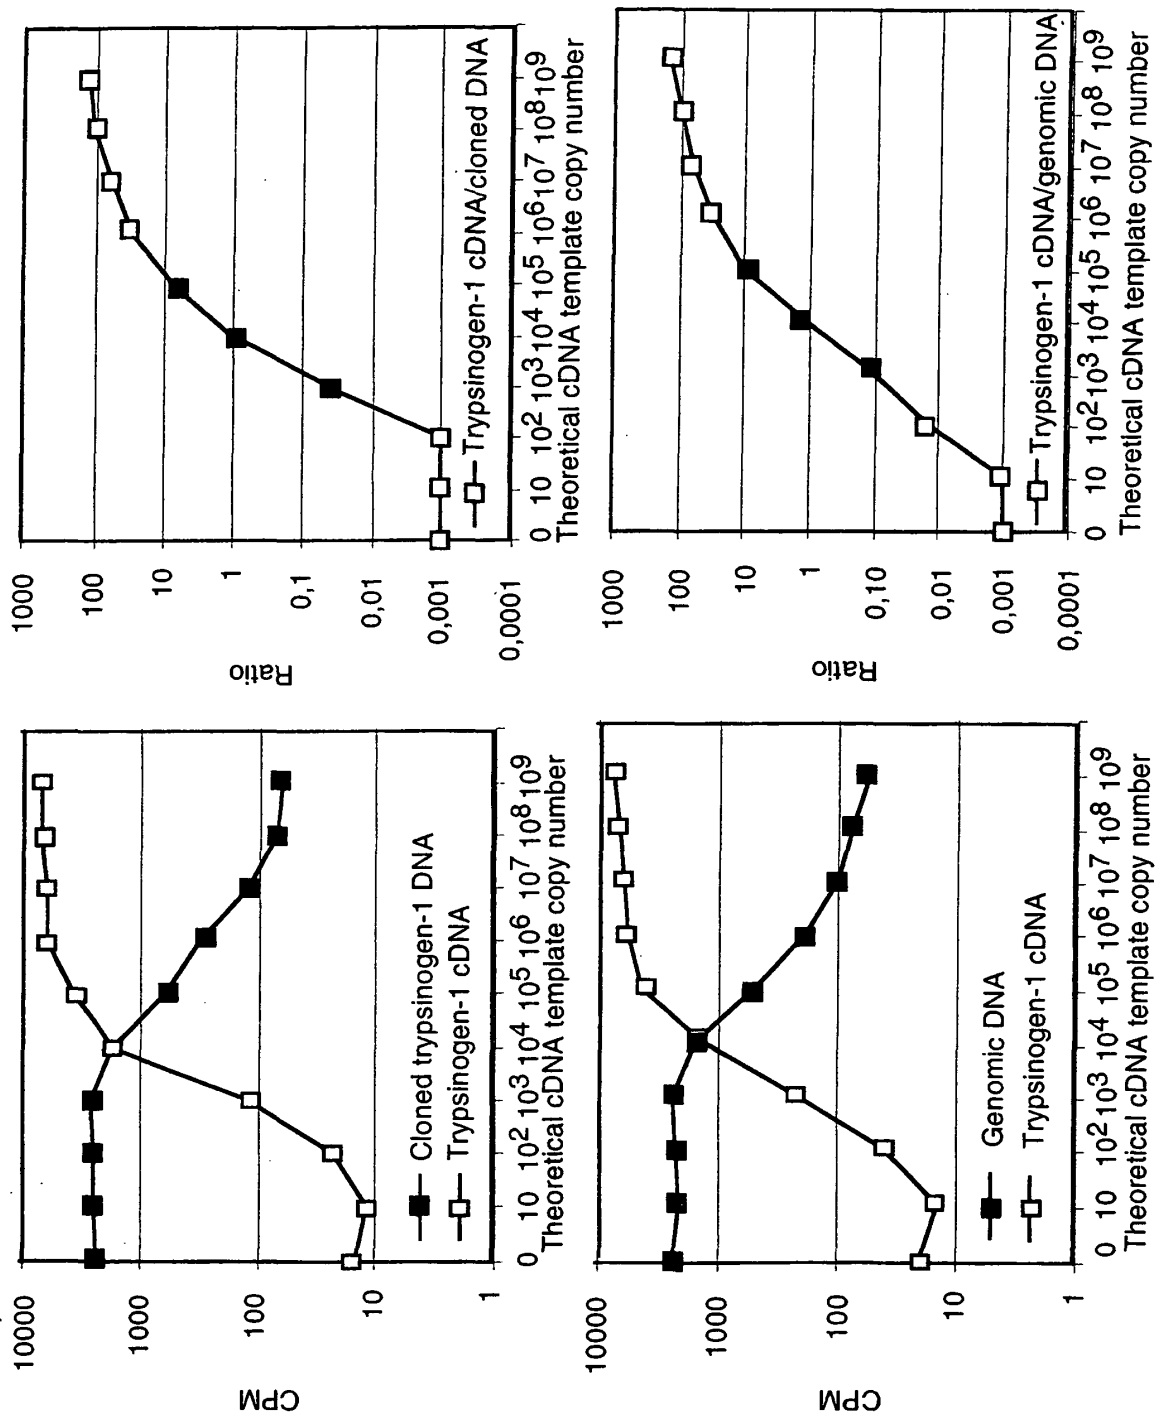 10000
1000
100
10
1
CPM
Cloned trypsinogen-1 DNA
Trypsinogen-1 cDNA
0 10 10² 10³ 10⁴ 10⁵ 10⁶ 10⁷ 10⁸ 10⁹
Theoretical cDNA template copy number
1000
100
10
1
0,1
0,01
0,001
0,0001
Ratio
Trypsinogen-1 cDNA/cloned DNA
0 10 10² 10³ 10⁴ 10⁵ 10⁶ 10⁷ 10⁸ 10⁹
Theoretical cDNA template copy number
10000
1000
100
10
1
CPM
Genomic DNA
Trypsinogen-1 cDNA
0 10 10² 10³ 10⁴ 10⁵ 10⁶ 10⁷ 10⁸ 10⁹
Theoretical cDNA template copy number
1000
100
10
1
0,10
0,01
0,001
0,0001
Ratio
Trypsinogen-1 cDNA/genomic DNA
0 10 10² 10³ 10⁴ 10⁵ 10⁶ 10⁷ 10⁸ 10⁹
Theoretical cDNA template copy number